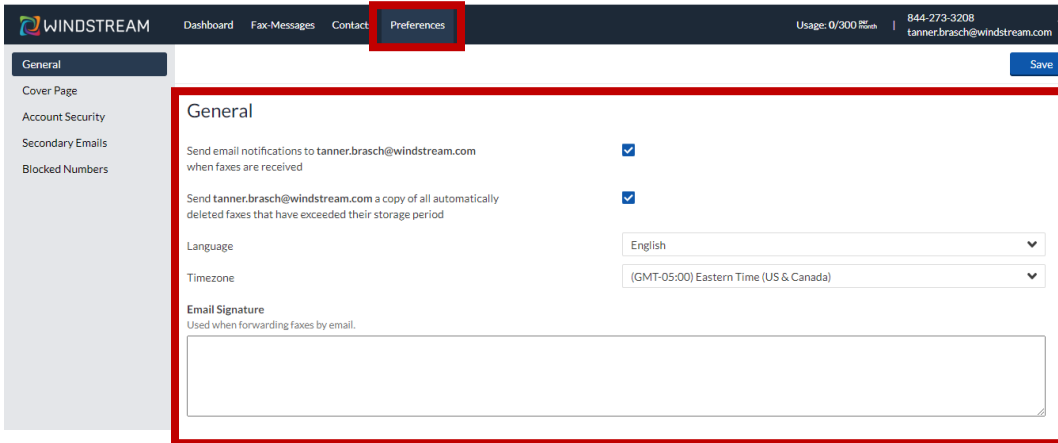 WINDSTREAM
Dashboard Fax-Messages Contact Preferences
Usage: 0/300 per month | 844-273-3208
tanner.brasch@windstream.com
General
Save
Cover Page
Account Security
Secondary Emails
Blocked Numbers
General
Send email notifications to tanner.brasch@windstream.com
when faxes are received
Send tanner.brasch@windstream.com a copy of all automatically
deleted faxes that have exceeded their storage period
Language English
Timezone (GMT-05:00) Eastern Time (US & Canada)
Email Signature
Used when forwarding faxes by email.